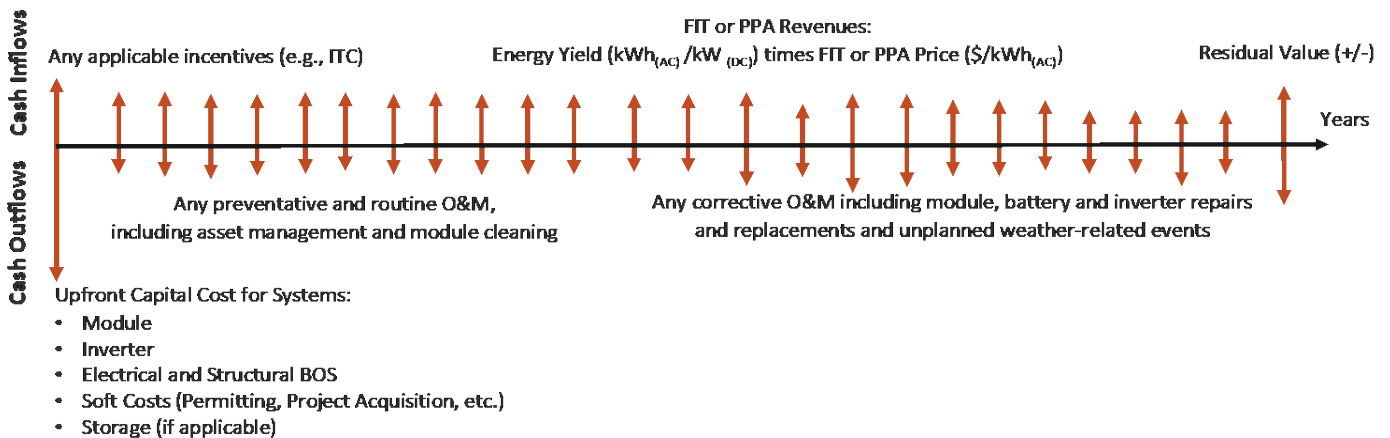 Cash Inflows
Cash Outflows
Any applicable incentives (e.g., ITC)
FIT or PPA Revenues:
Energy Yield (kWh(AC) /kW (DC)) times FIT or PPA Price ($/kWh(AC))
Residual Value (+/-)
Years
Any preventative and routine O&M,
including asset management and module cleaning
Any corrective O&M including module, battery and inverter repairs
and replacements and unplanned weather-related events
Upfront Capital Cost for Systems:
• Module
• Inverter
• Electrical and Structural BOS
• Soft Costs (Permitting, Project Acquisition, etc.)
• Storage (if applicable)